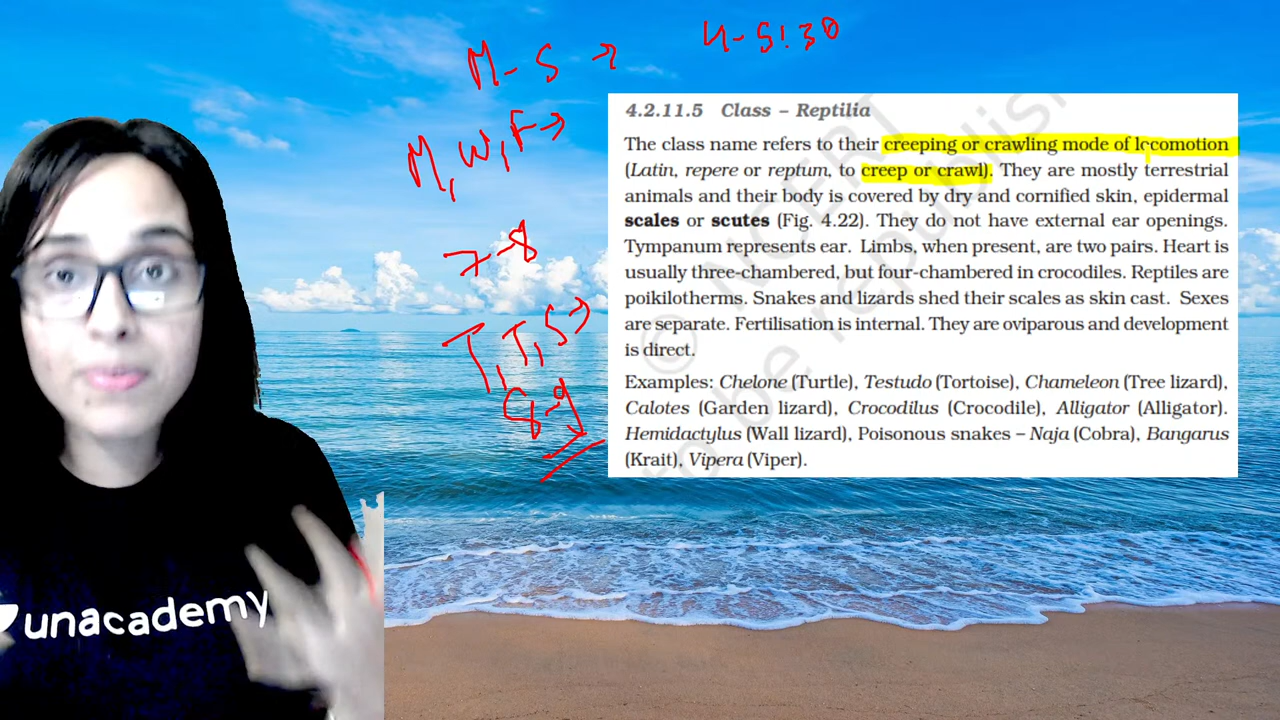 M - S → 4 - 5:30
M, W, F →
7 - 8
T, T, S →
8 - 9
4.2.11.5 Class – Reptilia
The class name refers to their creeping or crawling mode of locomotion
(Latin, repere or reptum, to creep or crawl). They are mostly terrestrial
animals and their body is covered by dry and cornified skin, epidermal
scales or scutes (Fig. 4.22). They do not have external ear openings.
Tympanum represents ear. Limbs, when present, are two pairs. Heart is
usually three-chambered, but four-chambered in crocodiles. Reptiles are
poikilotherms. Snakes and lizards shed their scales as skin cast. Sexes
are separate. Fertilisation is internal. They are oviparous and development
is direct.
Examples: Chelone (Turtle), Testudo (Tortoise), Chameleon (Tree lizard),
Calotes (Garden lizard), Crocodilus (Crocodile), Alligator (Alligator).
Hemidactylus (Wall lizard), Poisonous snakes – Naja (Cobra), Bangarus
(Krait), Vipera (Viper).
© NCERT
to be republish
unacademy